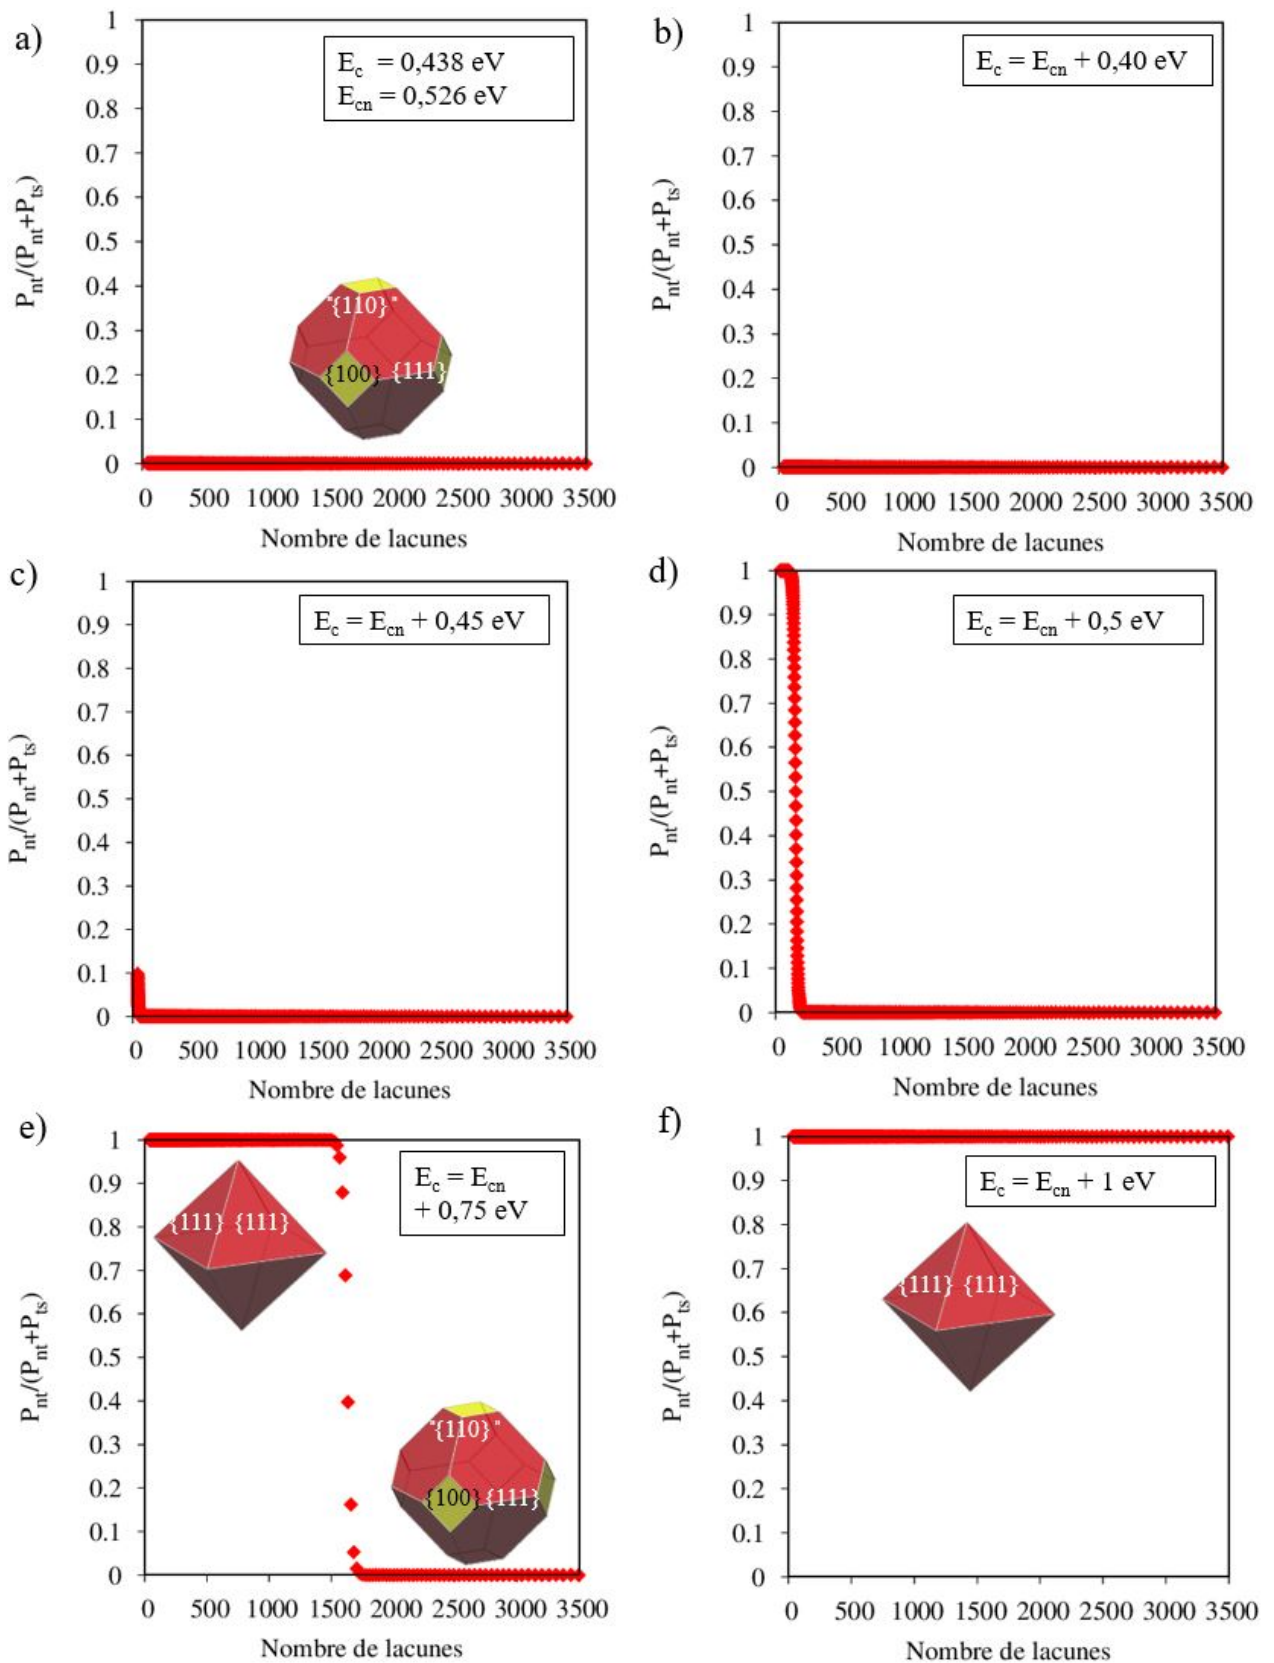 a)
E_c = 0,438 eV
E_cn = 0,526 eV
P_nt/(P_nt+P_ts)
1
0.9
0.8
0.7
0.6
0.5
0.4
0.3
0.2
0.1
0
"{110}"
{100}
{111}
0 500 1000 1500 2000 2500 3000 3500
Nombre de lacunes
b)
E_c = E_cn + 0,40 eV
P_nt/(P_nt+P_ts)
1
0.9
0.8
0.7
0.6
0.5
0.4
0.3
0.2
0.1
0
0 500 1000 1500 2000 2500 3000 3500
Nombre de lacunes
c)
E_c = E_cn + 0,45 eV
P_nt/(P_nt+P_ts)
1
0.9
0.8
0.7
0.6
0.5
0.4
0.3
0.2
0.1
0
0 500 1000 1500 2000 2500 3000 3500
Nombre de lacunes
d)
E_c = E_cn + 0,5 eV
P_nt/(P_nt+P_ts)
1
0.9
0.8
0.7
0.6
0.5
0.4
0.3
0.2
0.1
0
0 500 1000 1500 2000 2500 3000 3500
Nombre de lacunes
e)
E_c = E_cn
+ 0,75 eV
P_nt/(P_nt+P_ts)
1
0.9
0.8
0.7
0.6
0.5
0.4
0.3
0.2
0.1
0
{111} {111}
"{110}"
{100} {111}
0 500 1000 1500 2000 2500 3000 3500
Nombre de lacunes
f)
E_c = E_cn + 1 eV
P_nt/(P_nt+P_ts)
1
0.9
0.8
0.7
0.6
0.5
0.4
0.3
0.2
0.1
0
{111} {111}
0 500 1000 1500 2000 2500 3000 3500
Nombre de lacunes